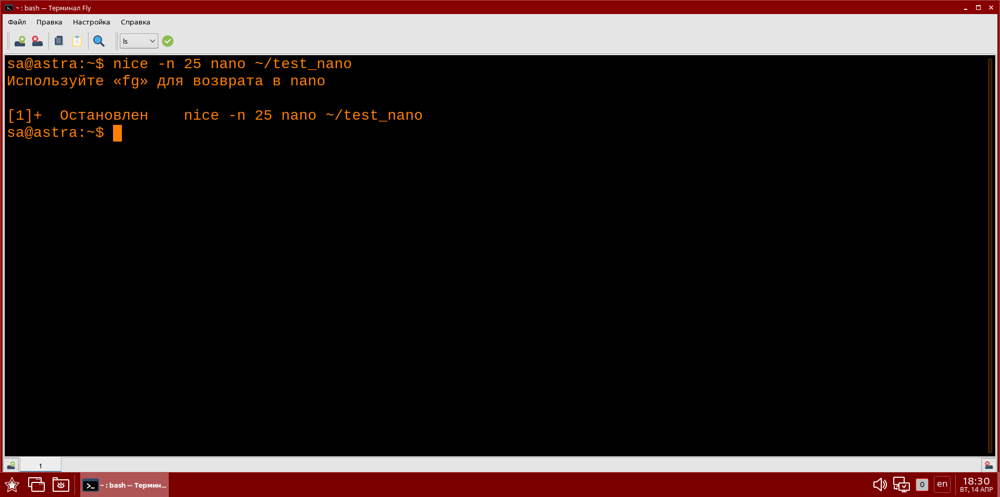 ~ : bash — Терминал Fly
Файл Правка Настройка Справка
ls
sa@astra:~$ nice -n 25 nano ~/test_nano
Используйте «fg» для возврата в nano
[1]+  Остановлен    nice -n 25 nano ~/test_nano
sa@astra:~$
1
~ : bash — Термин...
0
en
18:30
ВТ, 14 АПР